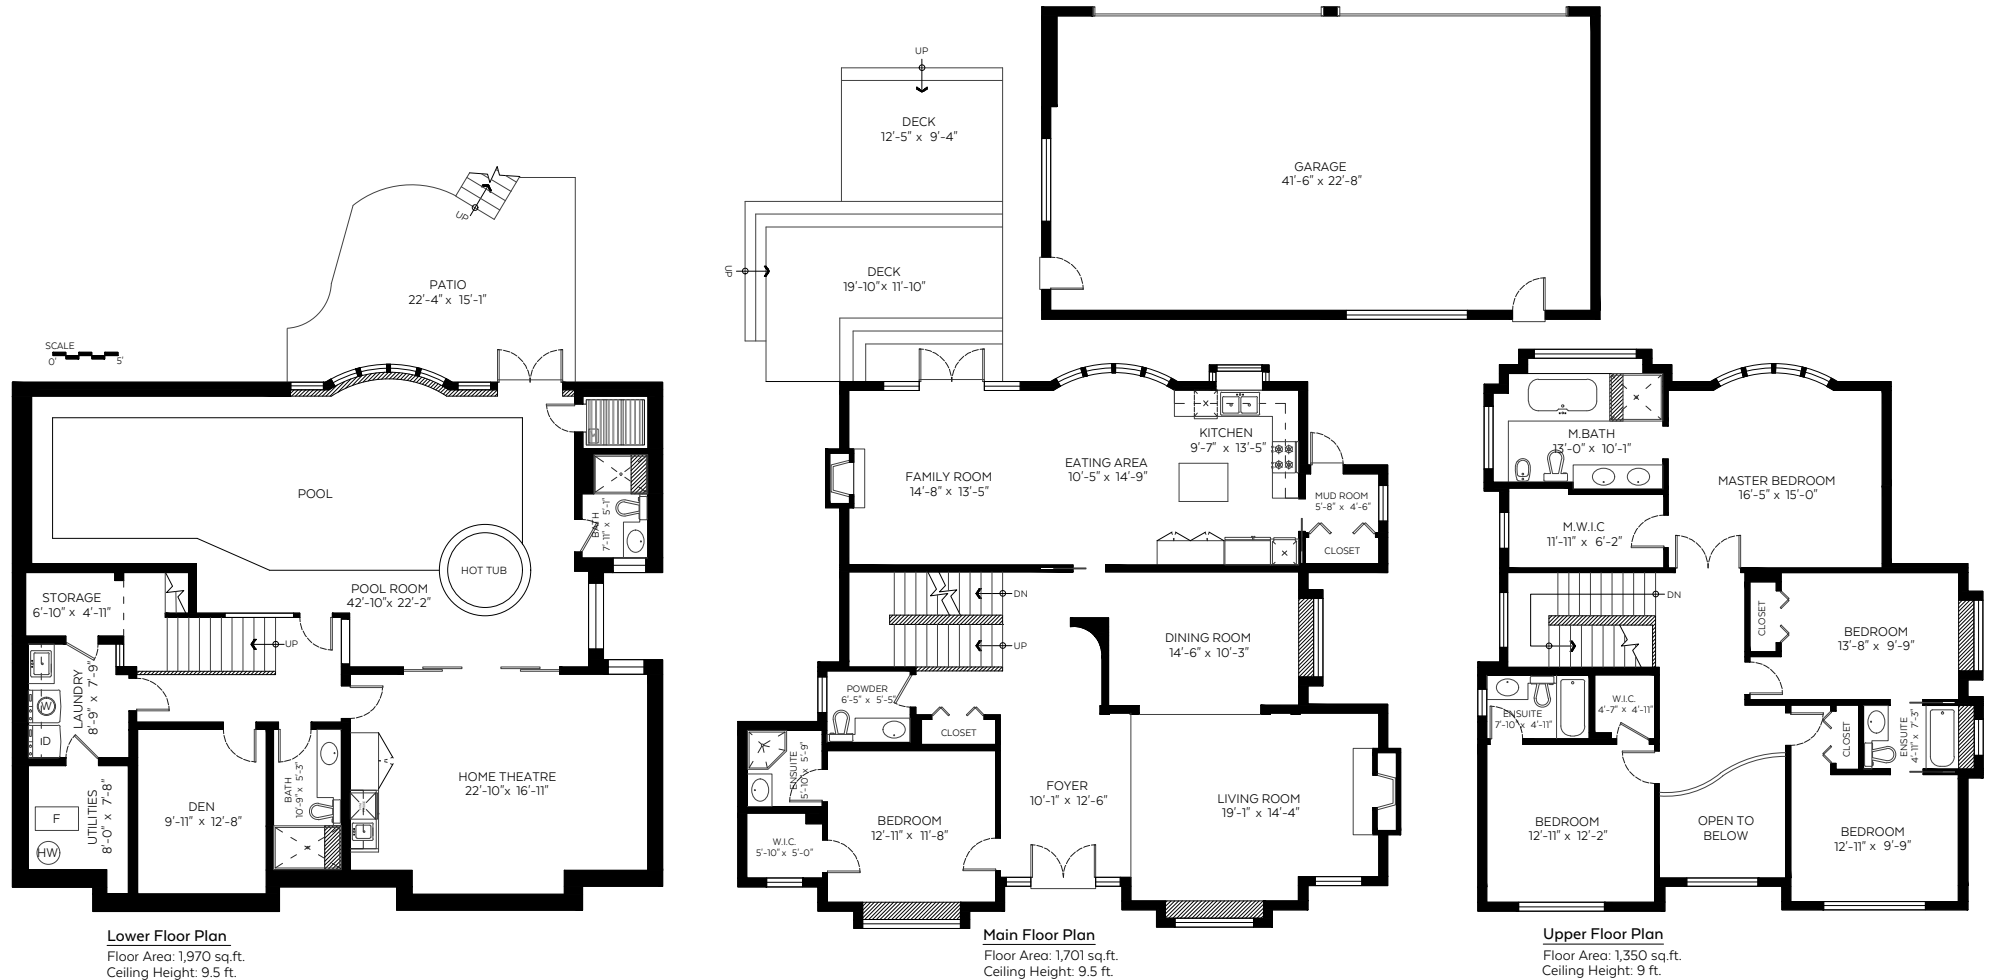 SCALE
0'
5'
PATIO
22'-4" x 15'-1"
UP
POOL
HOT TUB
POOL ROOM
42'-10" x 22'-2"
BATH
7'-11" x 5'-1"
STORAGE
6'-10" x 4'-11"
UP
LAUNDRY
8'-9" x 7'-9"
W
D
UTILITIES
8'-0" x 7'-8"
F
HW
DEN
9'-11" x 12'-8"
BATH
10'-9" x 5'-3"
HOME THEATRE
22'-10" x 16'-11"
Lower Floor Plan
Floor Area: 1,970 sq.ft.
Ceiling Height: 9.5 ft.
UP
DECK
12'-5" x 9'-4"
UP
DECK
19'-10" x 11'-10"
GARAGE
41'-6" x 22'-8"
FAMILY ROOM
14'-8" x 13'-5"
EATING AREA
10'-5" x 14'-9"
KITCHEN
9'-7" x 13'-5"
MUD ROOM
5'-8" x 4'-6"
CLOSET
DN
UP
DINING ROOM
14'-6" x 10'-3"
POWDER
6'-5" x 5'-5"
CLOSET
ENSUITE
5'-10" x 5'-9"
W.I.C.
5'-10" x 5'-0"
BEDROOM
12'-11" x 11'-8"
FOYER
10'-1" x 12'-6"
LIVING ROOM
19'-1" x 14'-4"
Main Floor Plan
Floor Area: 1,701 sq.ft.
Ceiling Height: 9.5 ft.
M.BATH
13'-0" x 10'-1"
MASTER BEDROOM
16'-5" x 15'-0"
M.W.I.C
11'-11" x 6'-2"
DN
CLOSET
BEDROOM
13'-8" x 9'-9"
ENSUITE
7'-10" x 4'-11"
W.I.C.
4'-7" x 4'-11"
CLOSET
ENSUITE
4'-11" x 7'-3"
BEDROOM
12'-11" x 12'-2"
OPEN TO
BELOW
BEDROOM
12'-11" x 9'-9"
Upper Floor Plan
Floor Area: 1,350 sq.ft.
Ceiling Height: 9 ft.